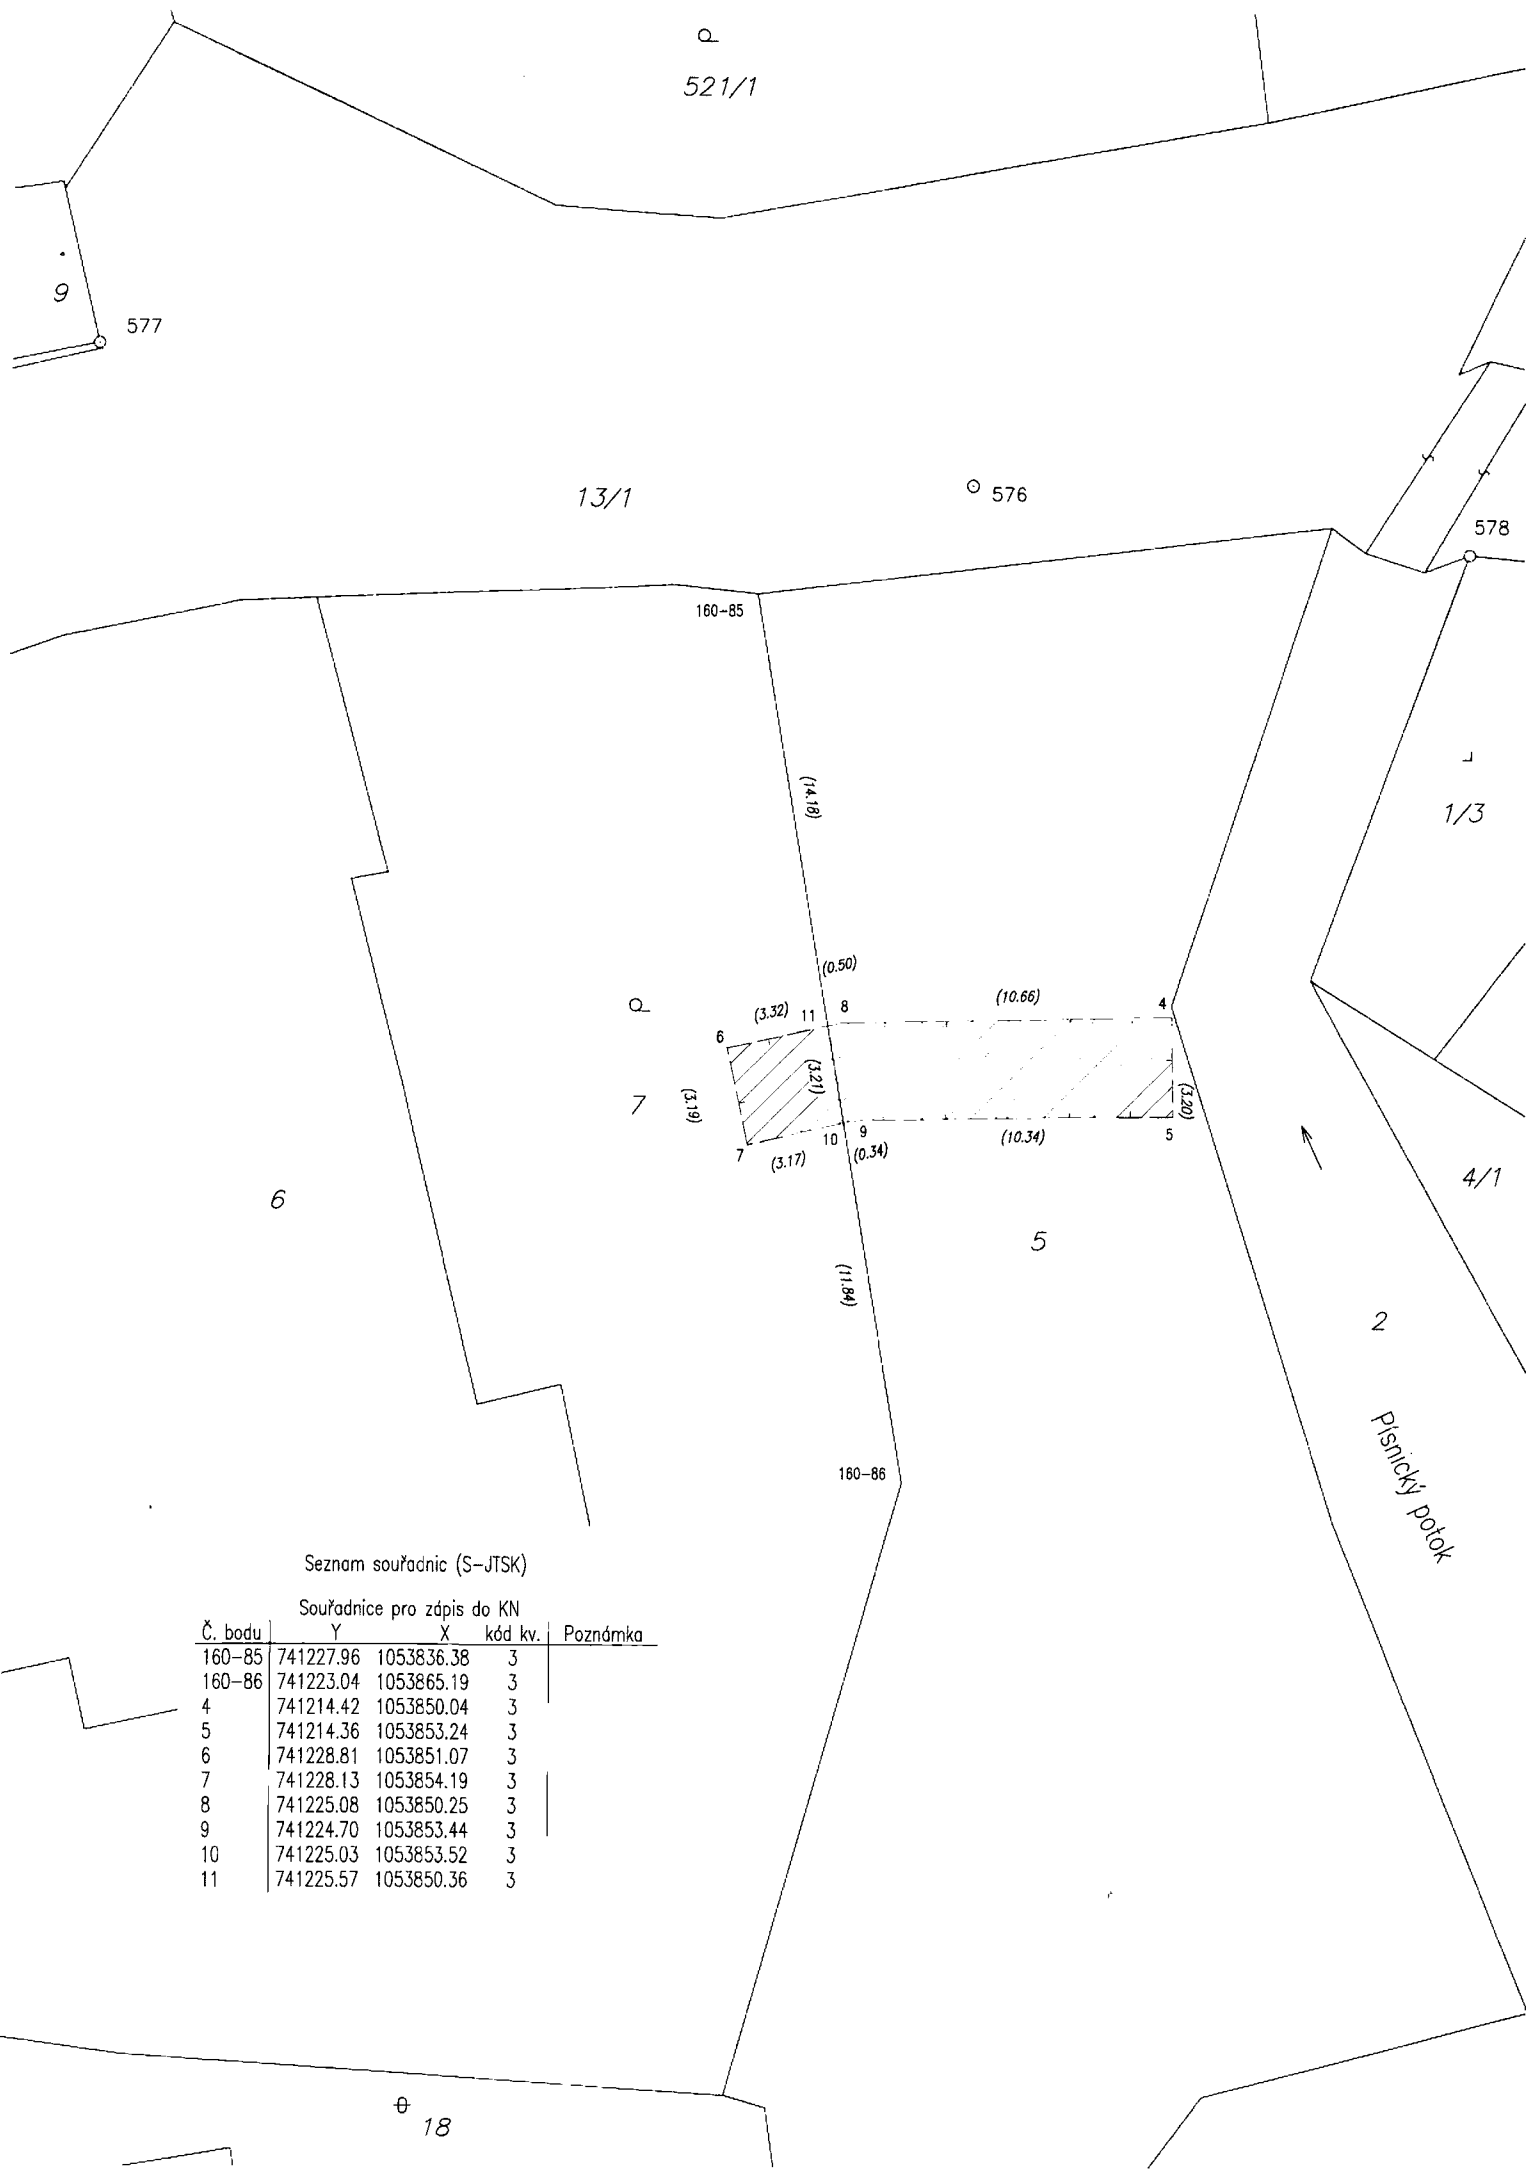 521/1
9
577
13/1
576
578
160-85
(14.18)
1/3
(0.50)
(3.32)
11
8
(10.66)
4
6
(3.21)
(3.19)
7
(3.20)
10
9
(10.34)
5
7
(3.17)
(0.34)
6
4/1
5
(11.84)
2
160-86
Písnický potok
Seznam souřadnic (S-JTSK)
Souřadnice pro zápis do KN
Č. bodu Y X kód kv. Poznámka
160-85 741227.96 1053836.38 3
160-86 741223.04 1053865.19 3
4 741214.42 1053850.04 3
5 741214.36 1053853.24 3
6 741228.81 1053851.07 3
7 741228.13 1053854.19 3
8 741225.08 1053850.25 3
9 741224.70 1053853.44 3
10 741225.03 1053853.52 3
11 741225.57 1053850.36 3
18